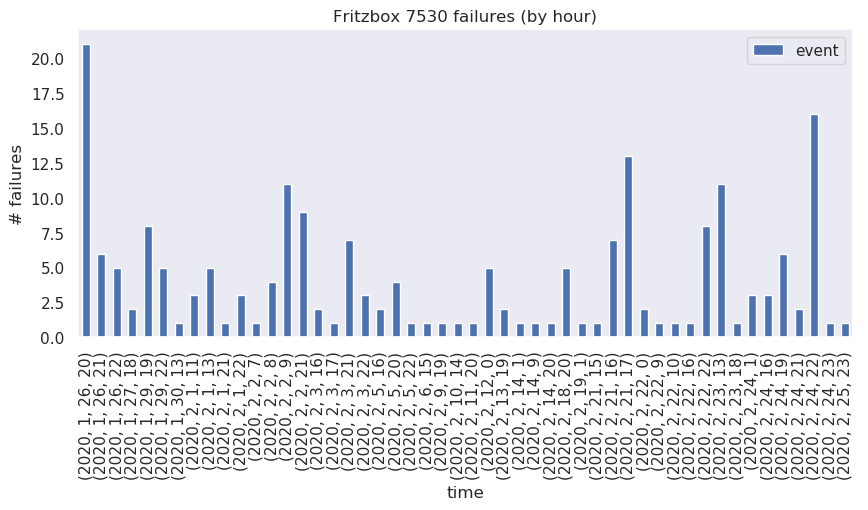 Fritzbox 7530 failures (by hour)
event
# failures
20.0
17.5
15.0
12.5
10.0
7.5
5.0
2.5
0.0
(2020, 1, 26, 20)
(2020, 1, 26, 21)
(2020, 1, 26, 22)
(2020, 1, 27, 18)
(2020, 1, 29, 19)
(2020, 1, 29, 22)
(2020, 1, 30, 13)
(2020, 2, 1, 11)
(2020, 2, 1, 13)
(2020, 2, 1, 21)
(2020, 2, 1, 22)
(2020, 2, 2, 7)
(2020, 2, 2, 8)
(2020, 2, 2, 9)
(2020, 2, 2, 21)
(2020, 2, 3, 16)
(2020, 2, 3, 17)
(2020, 2, 3, 21)
(2020, 2, 3, 22)
(2020, 2, 5, 16)
(2020, 2, 5, 20)
(2020, 2, 5, 22)
(2020, 2, 6, 15)
(2020, 2, 9, 19)
(2020, 2, 10, 14)
(2020, 2, 11, 20)
(2020, 2, 12, 0)
(2020, 2, 13, 19)
(2020, 2, 14, 1)
(2020, 2, 14, 9)
(2020, 2, 14, 20)
(2020, 2, 18, 20)
(2020, 2, 19, 1)
(2020, 2, 21, 15)
(2020, 2, 21, 16)
(2020, 2, 21, 17)
(2020, 2, 22, 0)
(2020, 2, 22, 9)
(2020, 2, 22, 10)
(2020, 2, 22, 16)
(2020, 2, 22, 22)
(2020, 2, 23, 13)
(2020, 2, 23, 18)
(2020, 2, 24, 1)
(2020, 2, 24, 16)
(2020, 2, 24, 19)
(2020, 2, 24, 21)
(2020, 2, 24, 22)
(2020, 2, 24, 23)
(2020, 2, 25, 23)
time